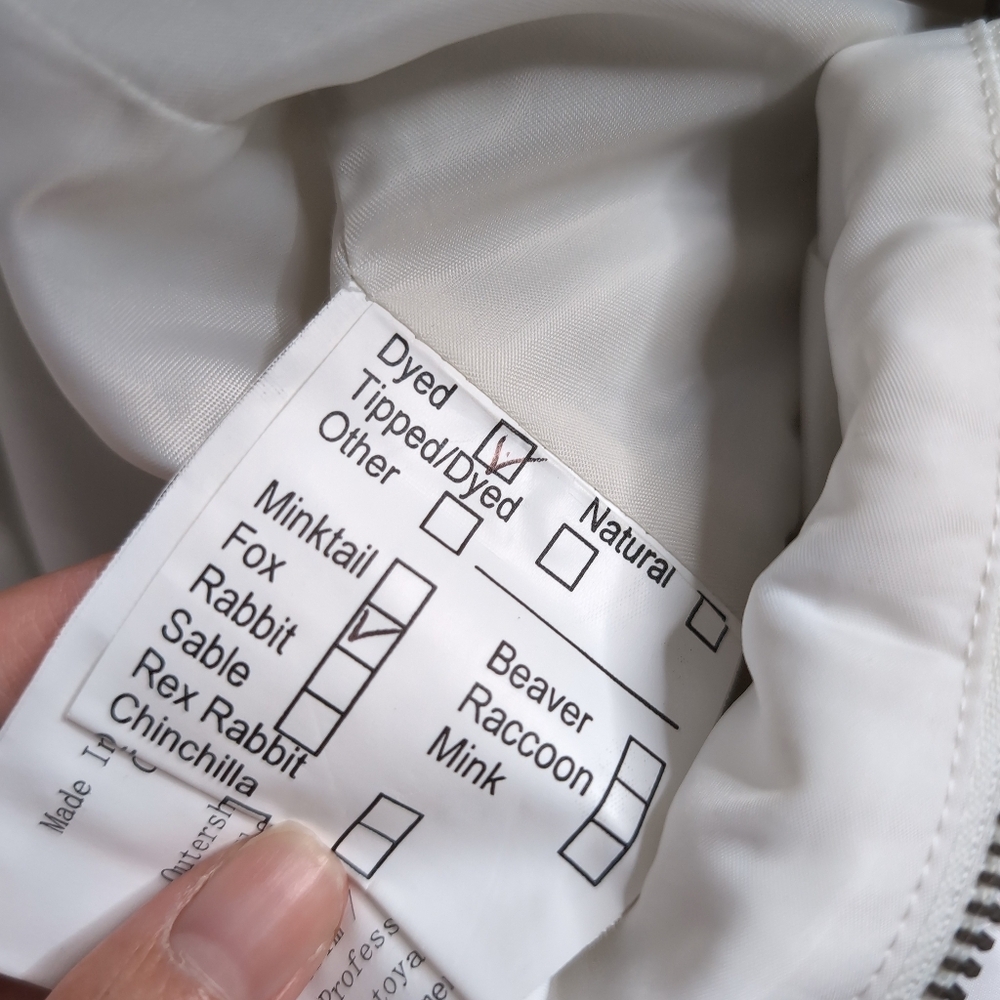 Dyed
Tipped/Dyed
Other
Natural
Minktail
Fox
Rabbit
Sable
Rex Rabbit
Chinchilla
Beaver
Raccoon
Mink
Made In